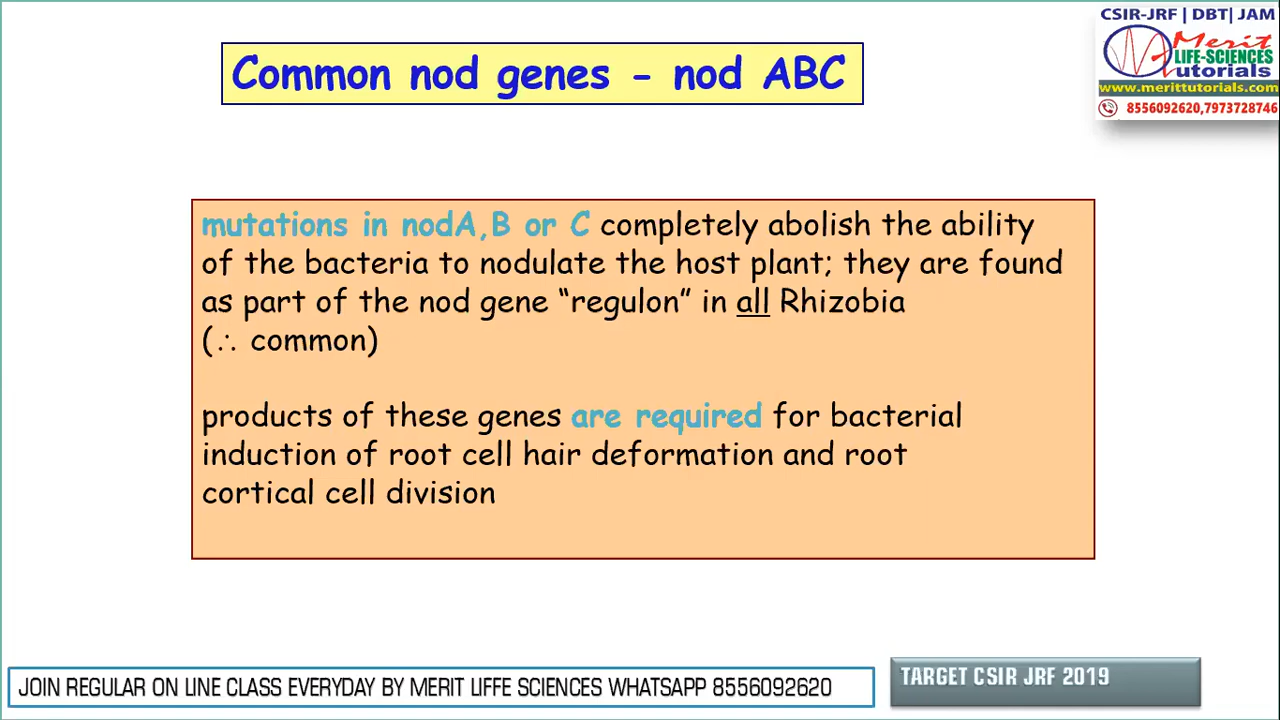 CSIR-JRF | DBT| JAM
Merit
LIFE-SCIENCES
utorials
www.merittutorials.com
8556092620,7973728746
Common nod genes - nod ABC
mutations in nodA,B or C completely abolish the ability
of the bacteria to nodulate the host plant; they are found
as part of the nod gene “regulon” in all Rhizobia
(∴ common)
products of these genes are required for bacterial
induction of root cell hair deformation and root
cortical cell division
JOIN REGULAR ON LINE CLASS EVERYDAY BY MERIT LIFFE SCIENCES WHATSAPP 8556092620
TARGET CSIR JRF 2019